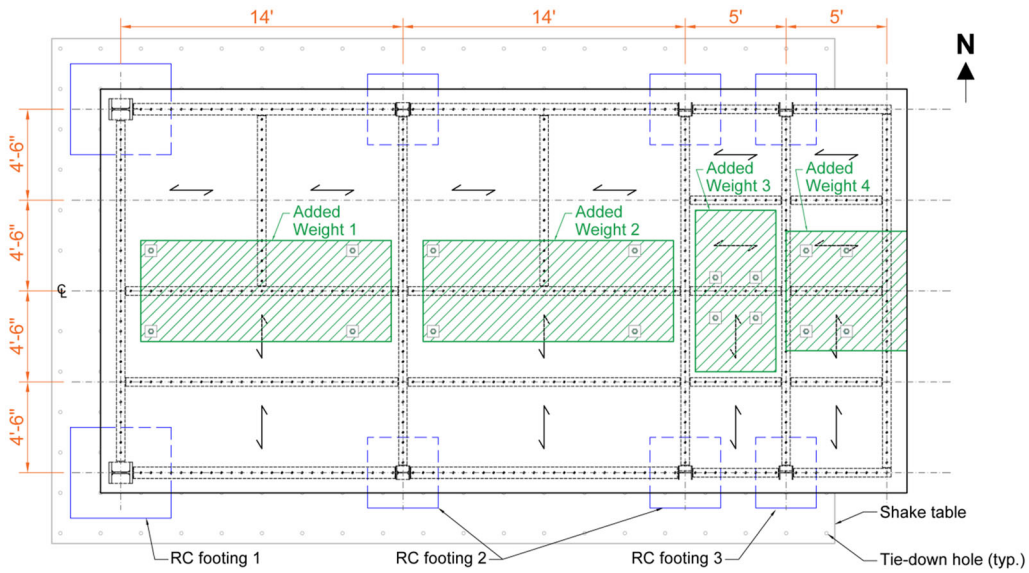 14'
14'
5'
5'
N
4'-6"
4'-6"
4'-6"
4'-6"
℄
Added
Weight 1
Added
Weight 2
Added
Weight 3
Added
Weight 4
RC footing 1
RC footing 2
RC footing 3
Shake table
Tie-down hole (typ.)